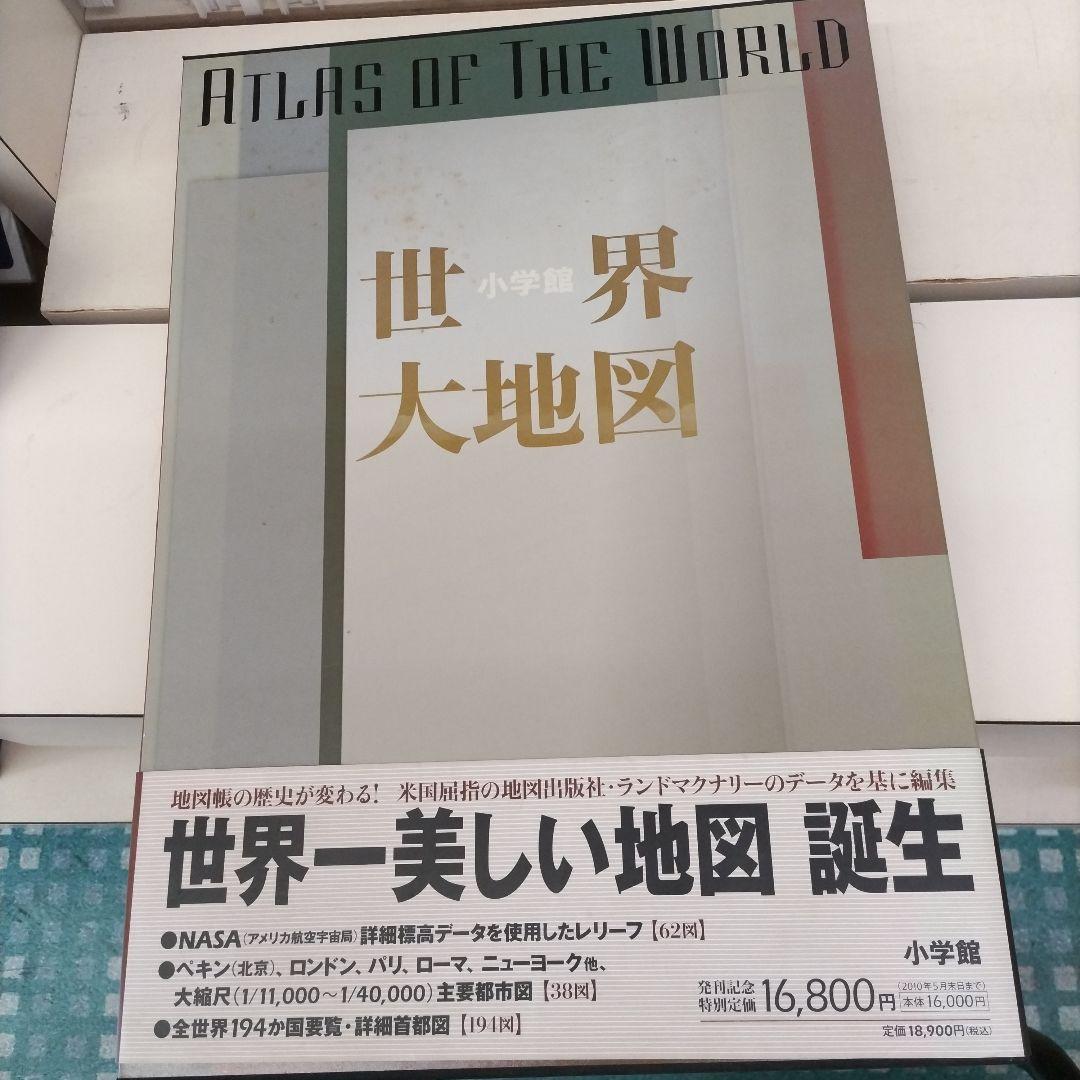 ATLAS OF THE WORLD
世小学館界
大地図
地図帳の歴史が変わる! 米国屈指の地図出版社・ランドマクナリーのデータを基に編集
世界一美しい地図 誕生
●NASA(アメリカ航空宇宙局)詳細標高データを使用したレリーフ【62図】
●ペキン(北京)、ロンドン、パリ、ローマ、ニューヨーク他、
大縮尺(1/11,000〜1/40,000)主要都市図【38図】
●全世界194か国要覧・詳細首都図【194図】
小学館
発刊記念
特別定価 16,800円
(2010年5月末日まで)
本体16,000円
定価18,900円(税込)